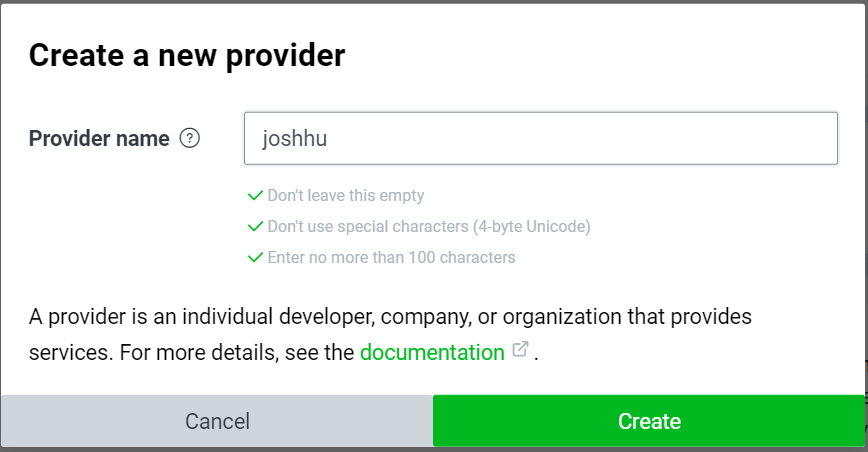 Create a new provider
Provider name ?
joshhu
Don't leave this empty
Don't use special characters (4-byte Unicode)
Enter no more than 100 characters
A provider is an individual developer, company, or organization that provides
services. For more details, see the documentation .
Cancel
Create